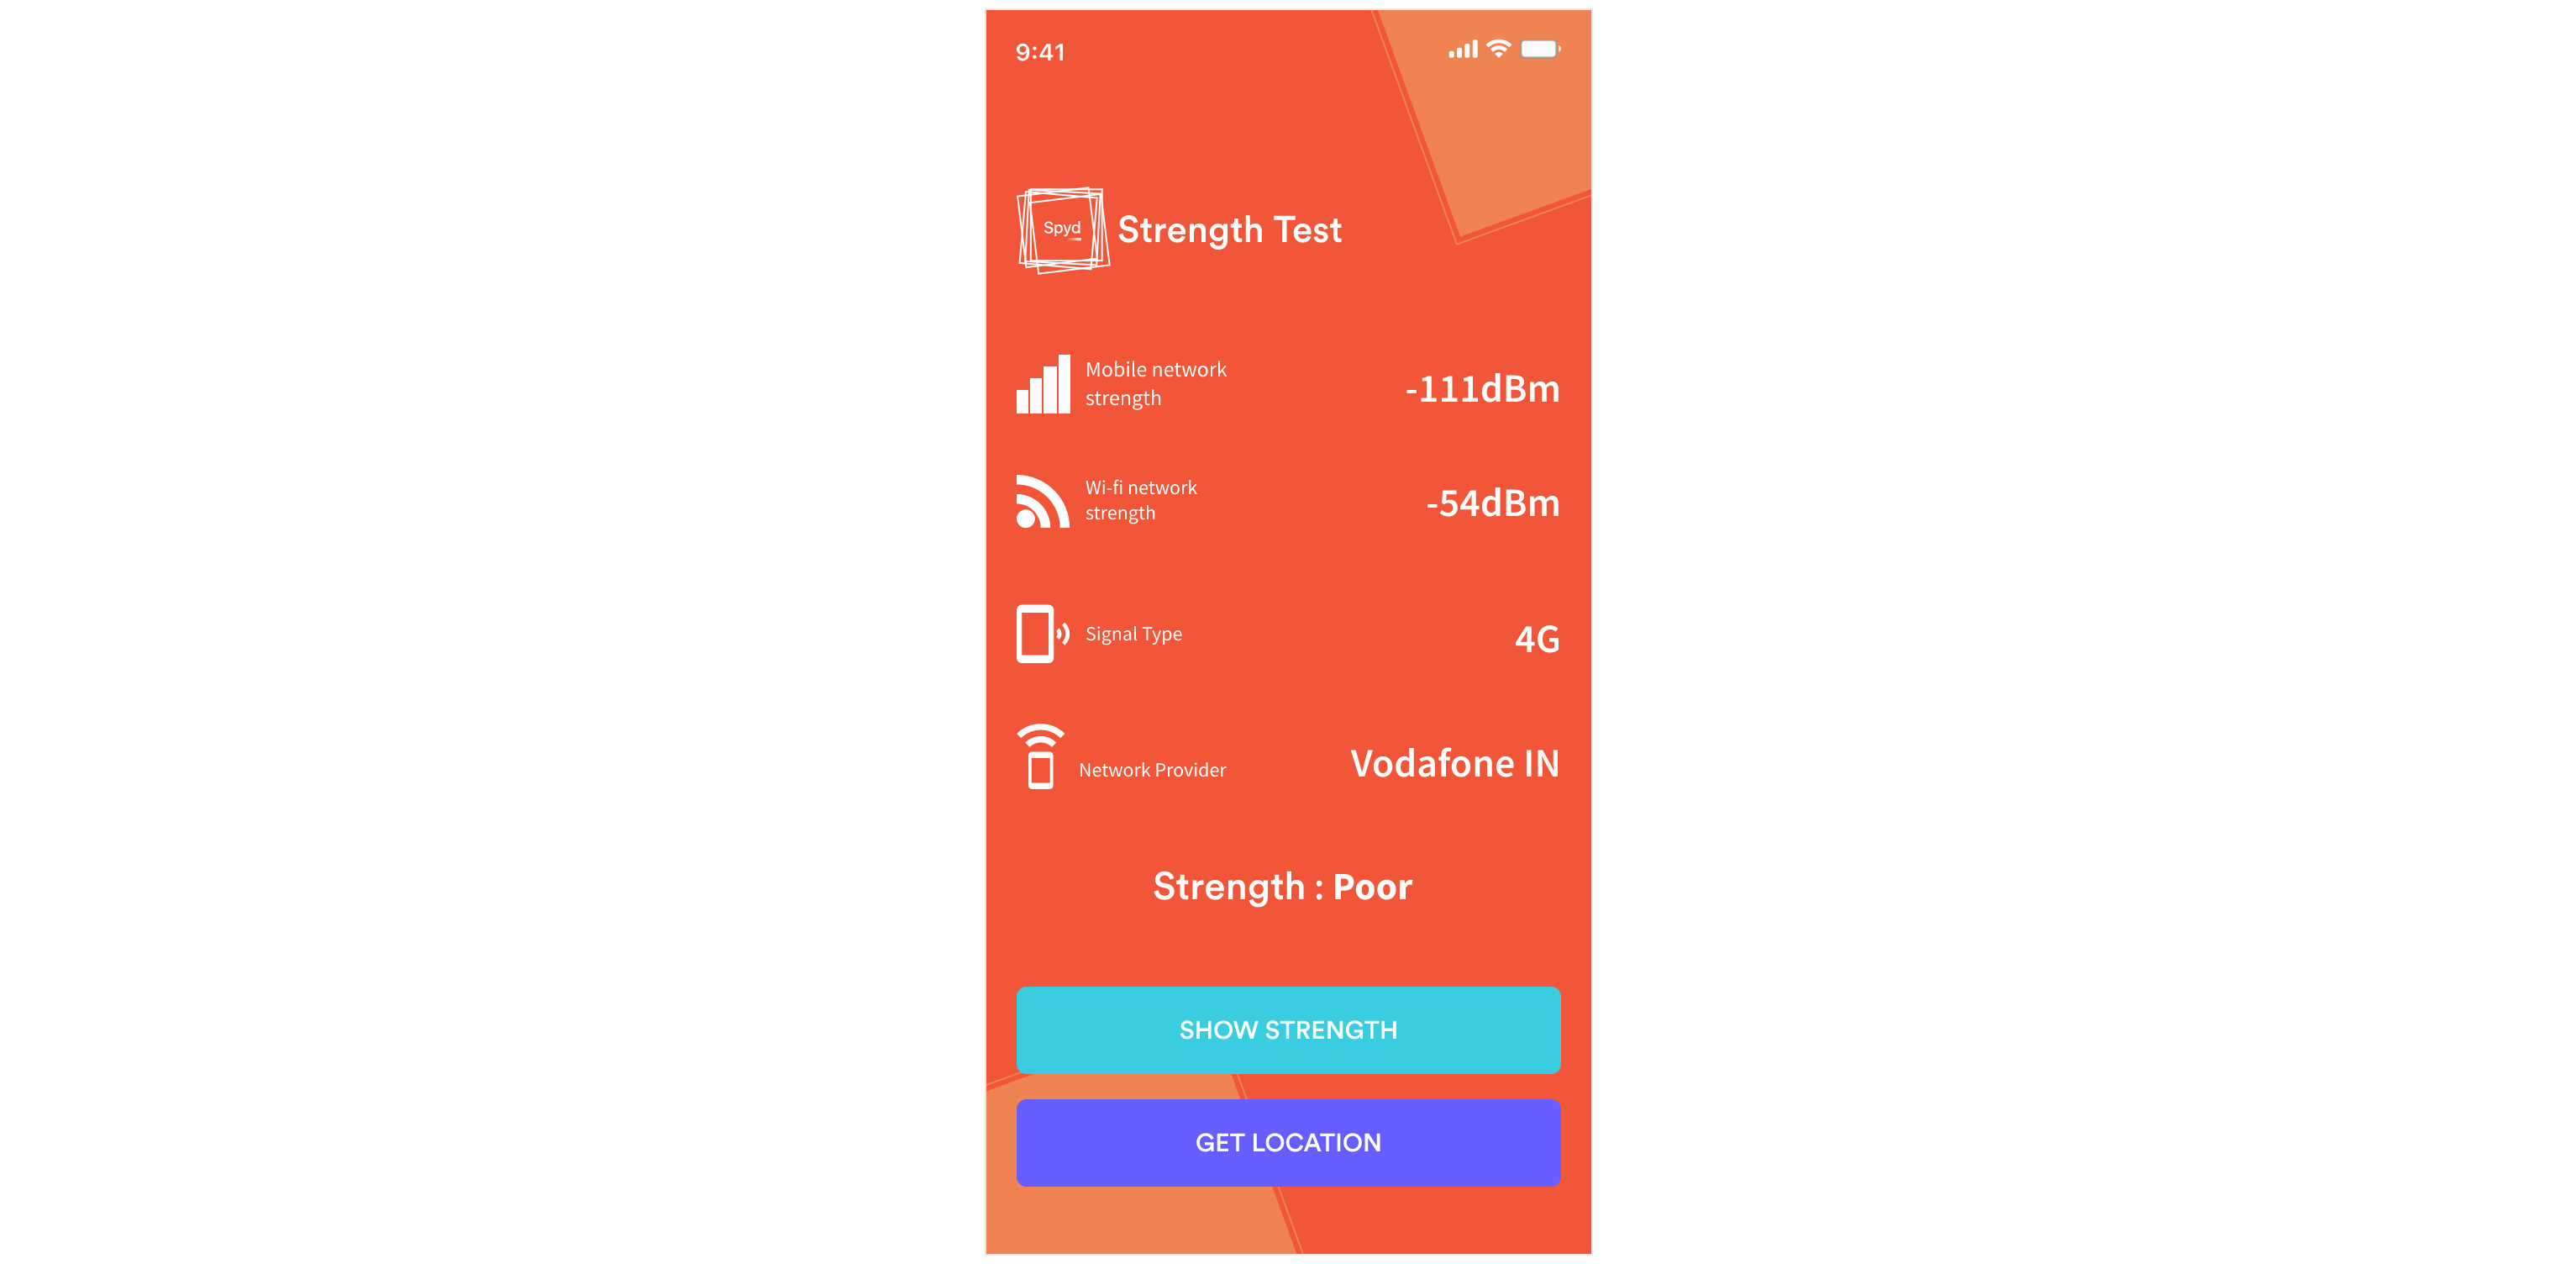 9:41
Spyd
Strength Test
Mobile network
strength
-111dBm
Wi-fi network
strength
-54dBm
Signal Type
4G
Network Provider
Vodafone IN
Strength : Poor
SHOW STRENGTH
GET LOCATION